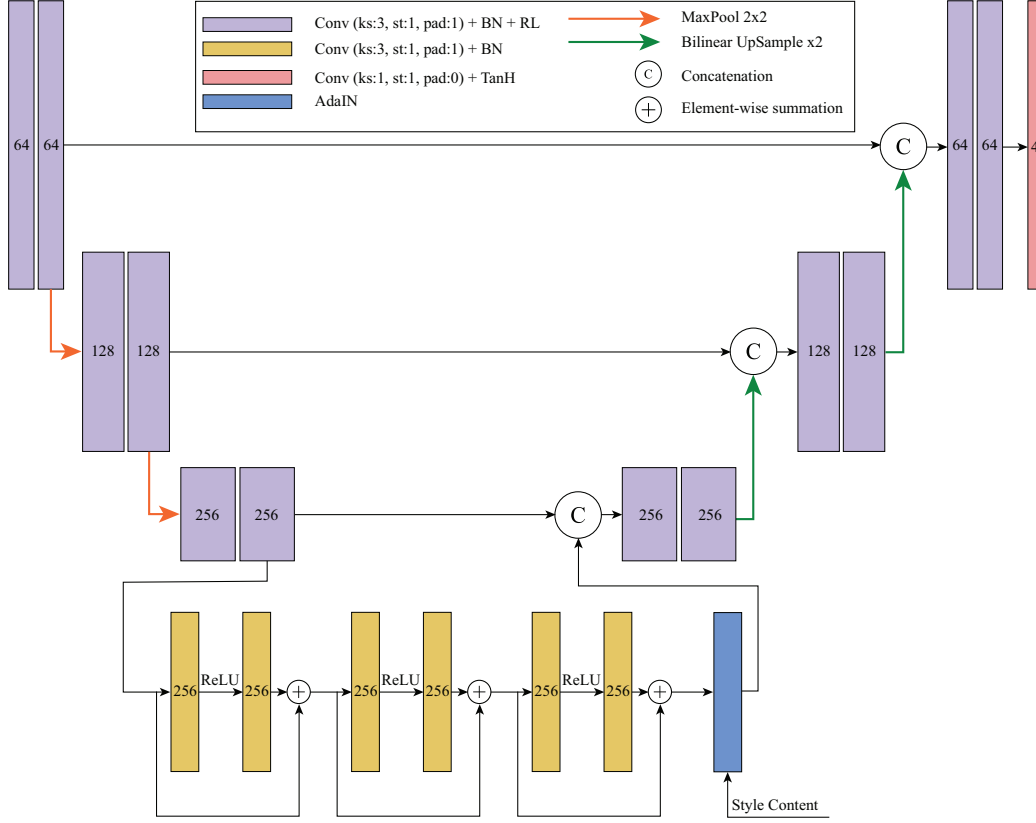 Conv (ks:3, st:1, pad:1) + BN + RL
Conv (ks:3, st:1, pad:1) + BN
Conv (ks:1, st:1, pad:0) + TanH
AdaIN
MaxPool 2x2
Bilinear UpSample x2
C Concatenation
+ Element-wise summation
64 64 C 64 64 4
128 128 C 128 128
256 256 C 256 256
256 ReLU 256 + 256 ReLU 256 + 256 ReLU 256 +
Style Content